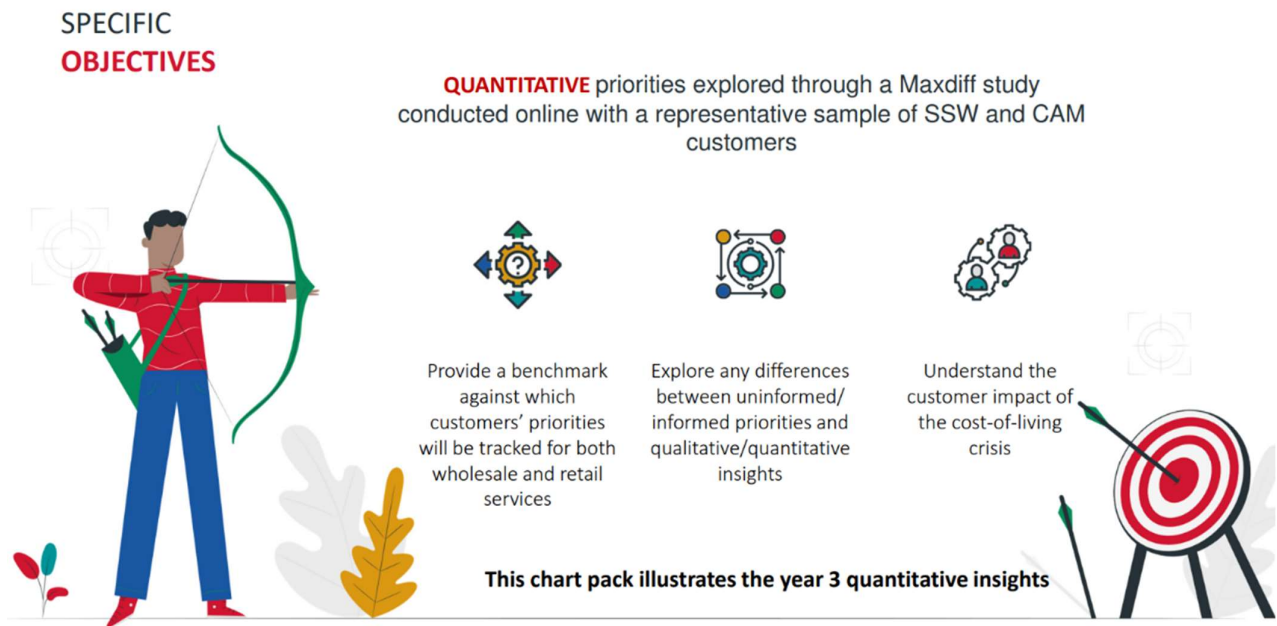 SPECIFIC
OBJECTIVES
QUANTITATIVE priorities explored through a Maxdiff study
conducted online with a representative sample of SSW and CAM
customers
?
Provide a benchmark
against which
customers' priorities
will be tracked for both
wholesale and retail
services
Explore any differences
between uninformed/
informed priorities and
qualitative/quantitative
insights
Understand the
customer impact of
the cost-of-living
crisis
This chart pack illustrates the year 3 quantitative insights